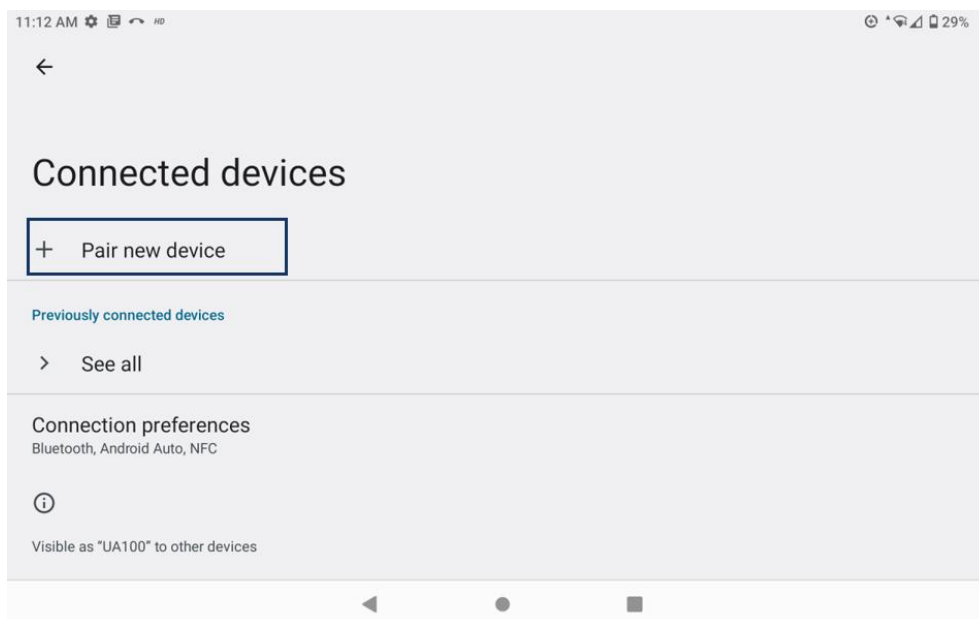 11:12 AM HD 29%
Connected devices
+ Pair new device
Previously connected devices
See all
Connection preferences
Bluetooth, Android Auto, NFC
Visible as "UA100" to other devices